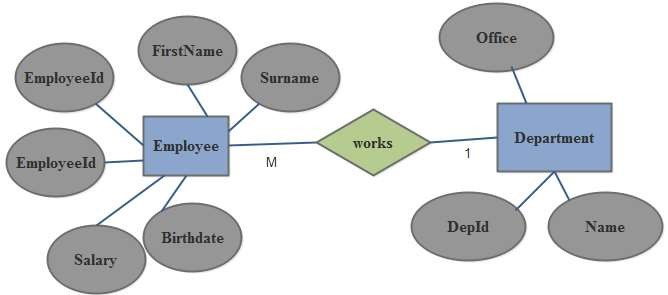 Office
FirstName
EmployeeId
Surname
Employee
works
Department
M
1
EmployeeId
DepId
Name
Birthdate
Salary